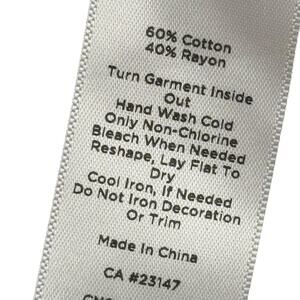 60% Cotton
40% Rayon
Turn Garment Inside
Out
Hand Wash Cold
Only Non-Chlorine
Bleach When Needed
Reshape, Lay Flat To
Dry
Cool Iron, If Needed
Do Not Iron Decoration
Or Trim
Made In China
CA #23147